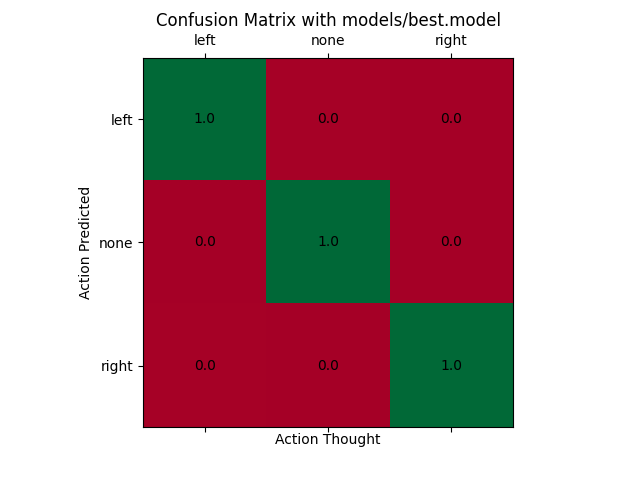 Confusion Matrix with models/best.model
left none right
left 1.0 0.0 0.0
none 0.0 1.0 0.0
right 0.0 0.0 1.0
Action Predicted
Action Thought